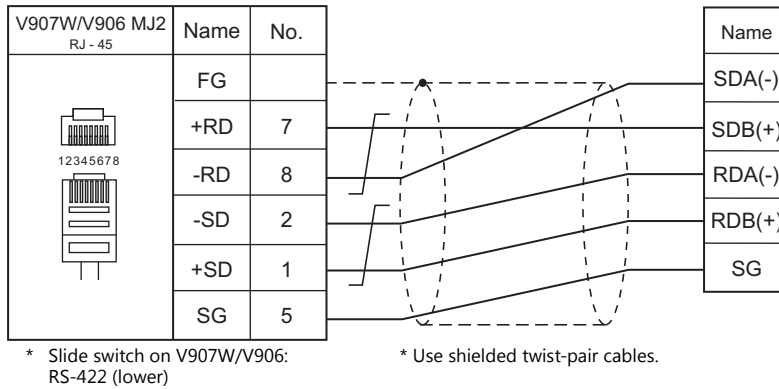 V907W/V906 MJ2 Name No.
RJ - 45
Name
FG
SDA(-)
+RD 7
SDB(+)
12345678
-RD 8
RDA(-)
-SD 2
RDB(+)
+SD 1
SG
SG 5
* Slide switch on V907W/V906:
RS-422 (lower)
* Use shielded twist-pair cables.